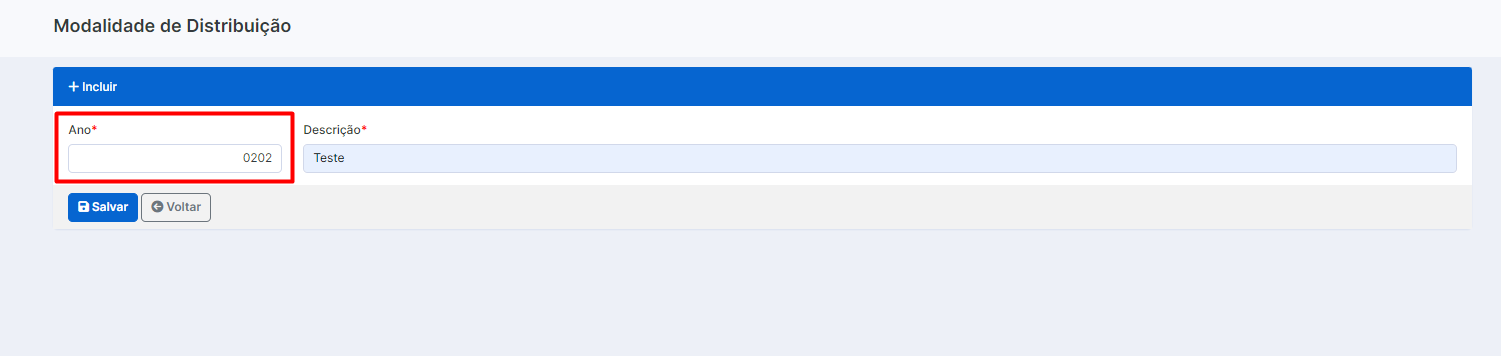 Modalidade de Distribuição
+ Incluir
Ano* Descrição*
0202 Teste
Salvar Voltar